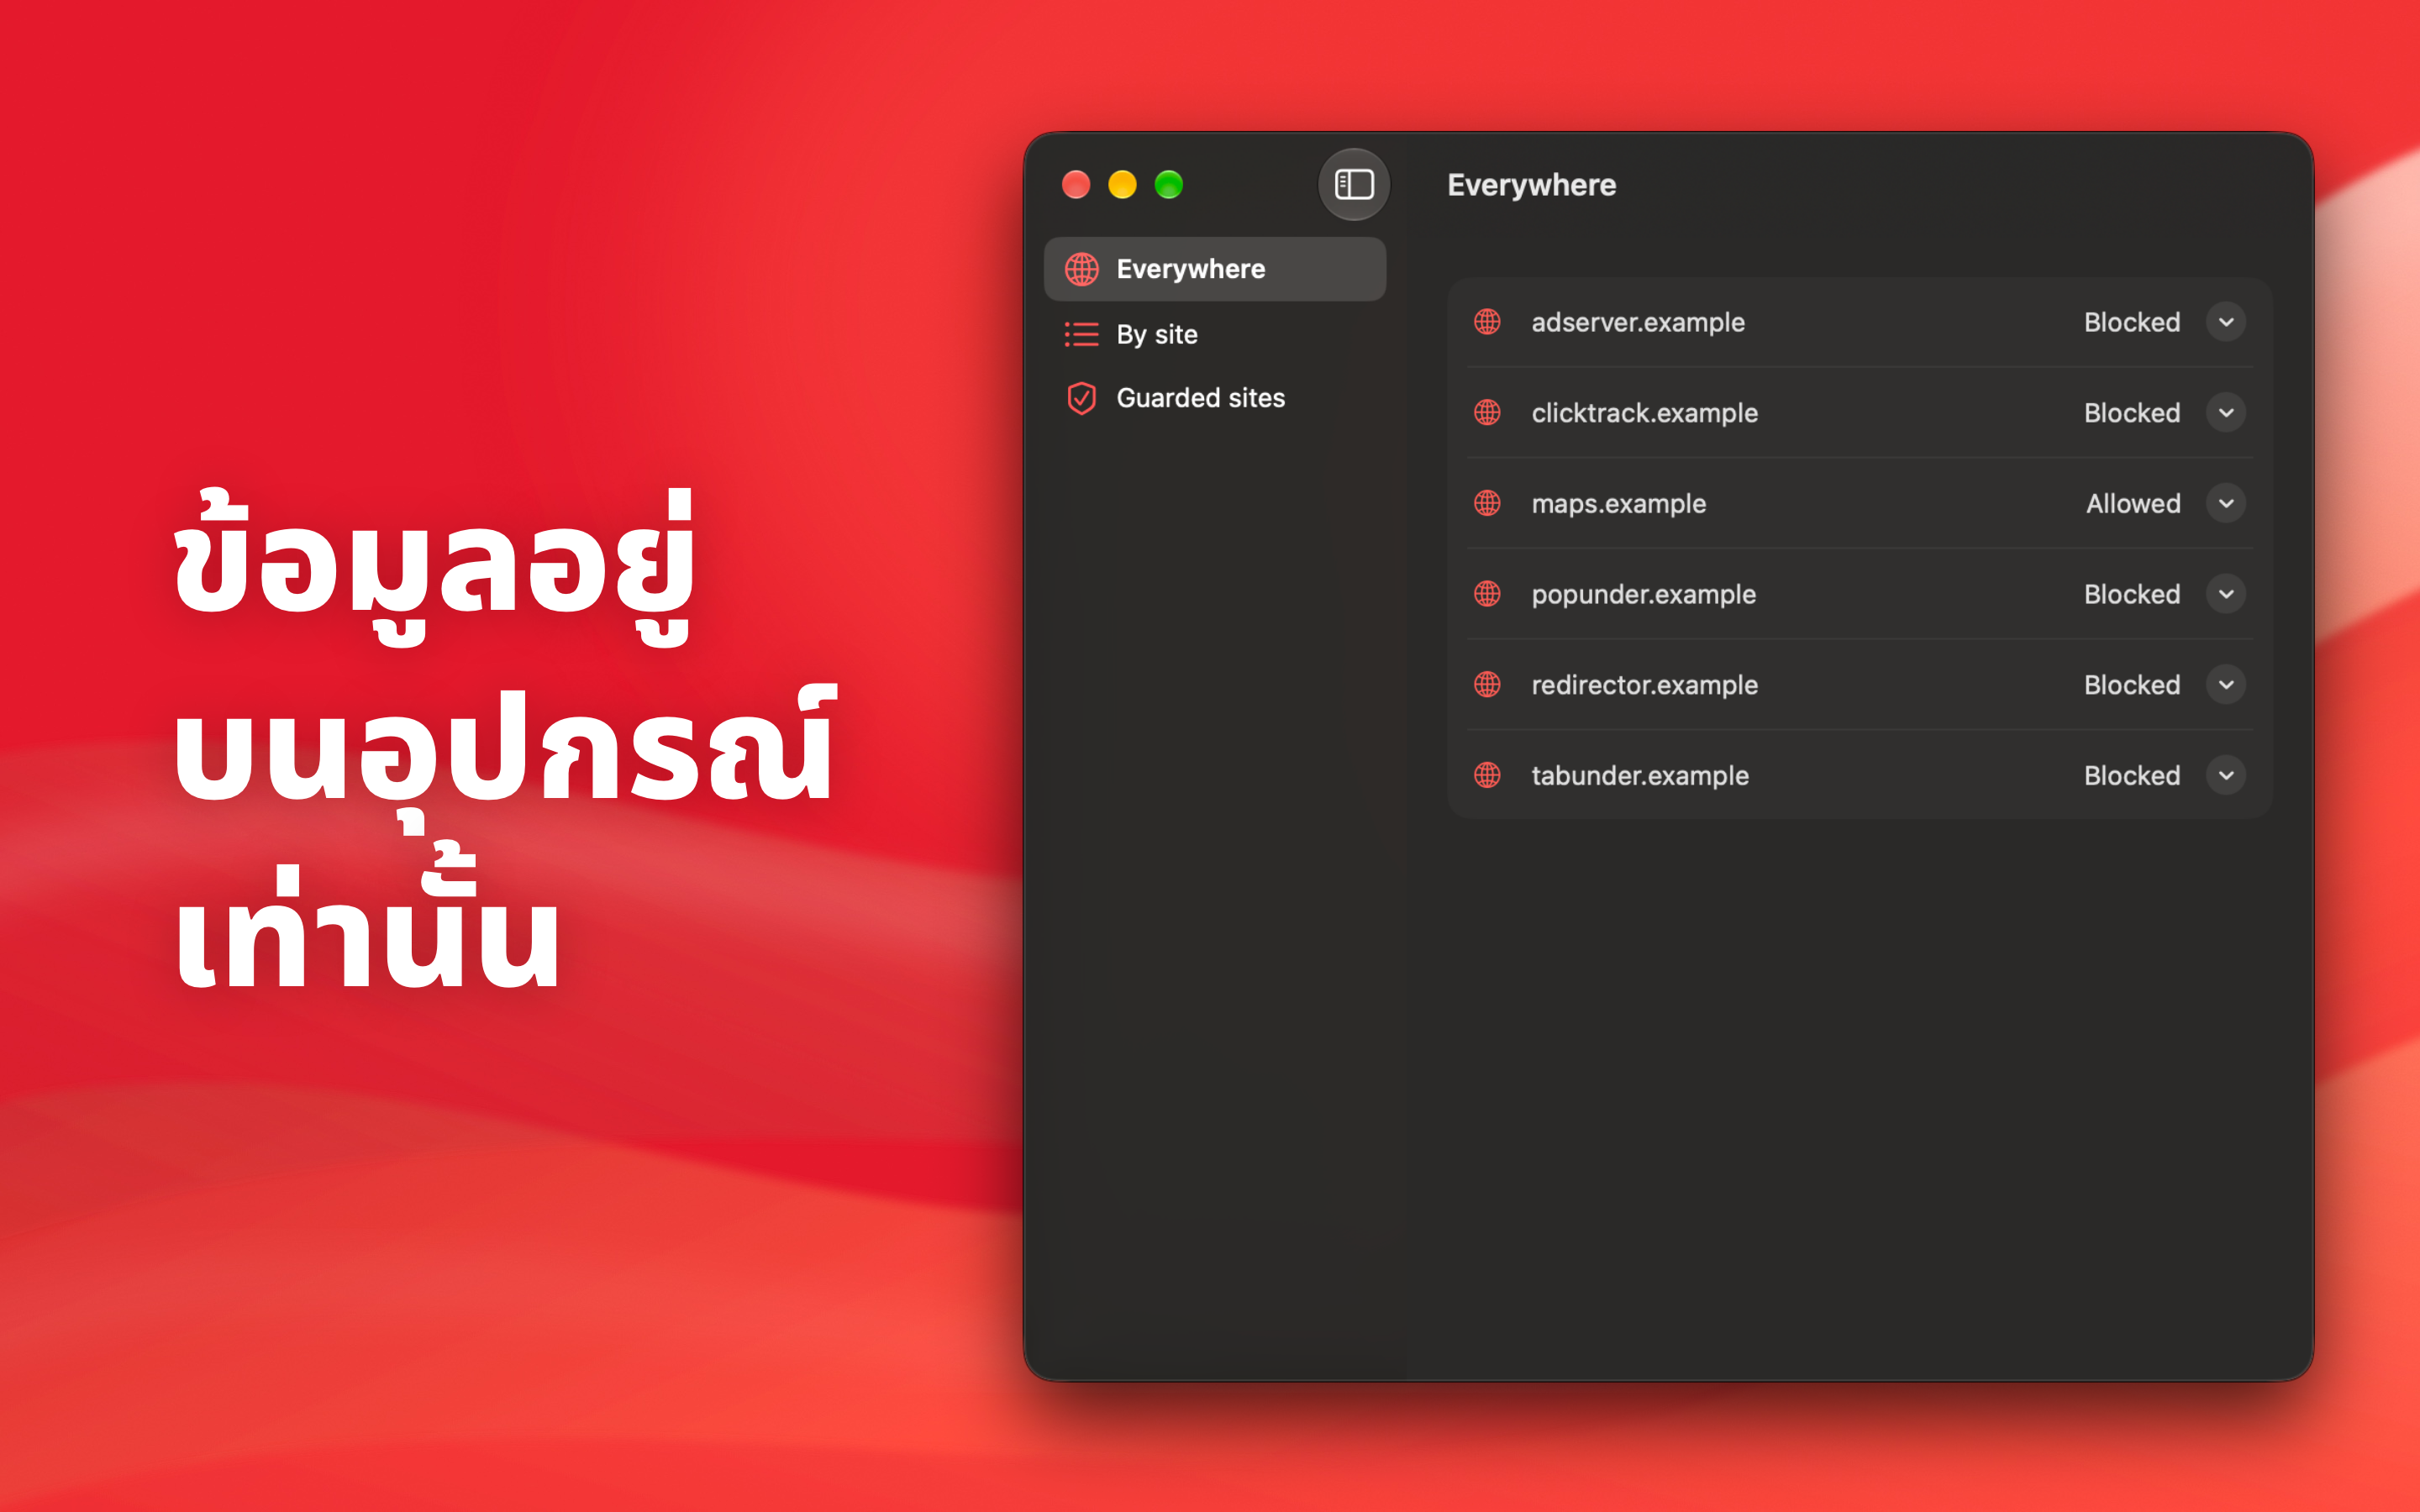 ข้อมูลอยู่
บนอุปกรณ์
เท่านั้น
Everywhere
By site
Guarded sites
Everywhere
adserver.example Blocked
clicktrack.example Blocked
maps.example Allowed
popunder.example Blocked
redirector.example Blocked
tabunder.example Blocked